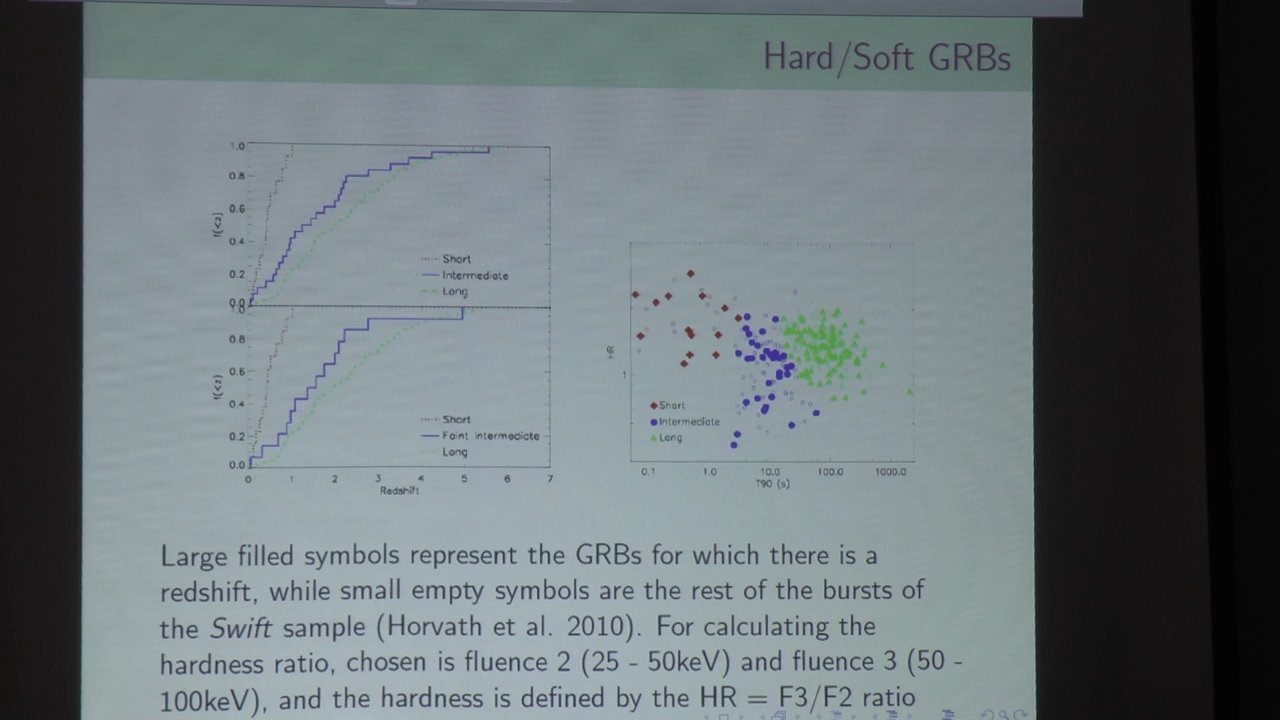 Hard/Soft GRBs
1.0
0.8
0.6
0.4
0.2
0.0
f(<z)
Short
Intermediate
Long
1.0
0.8
0.6
0.4
0.2
0.0
f(<z)
Short
Faint Intermediate
Long
0 1 2 3 4 5 6 7
Redshift
HR
1
Short
Intermediate
Long
0.1 1.0 10.0 100.0 1000.0
T90 (s)
Large filled symbols represent the GRBs for which there is a
redshift, while small empty symbols are the rest of the bursts of
the Swift sample (Horvath et al. 2010). For calculating the
hardness ratio, chosen is fluence 2 (25 - 50keV) and fluence 3 (50 -
100keV), and the hardness is defined by the HR = F3/F2 ratio